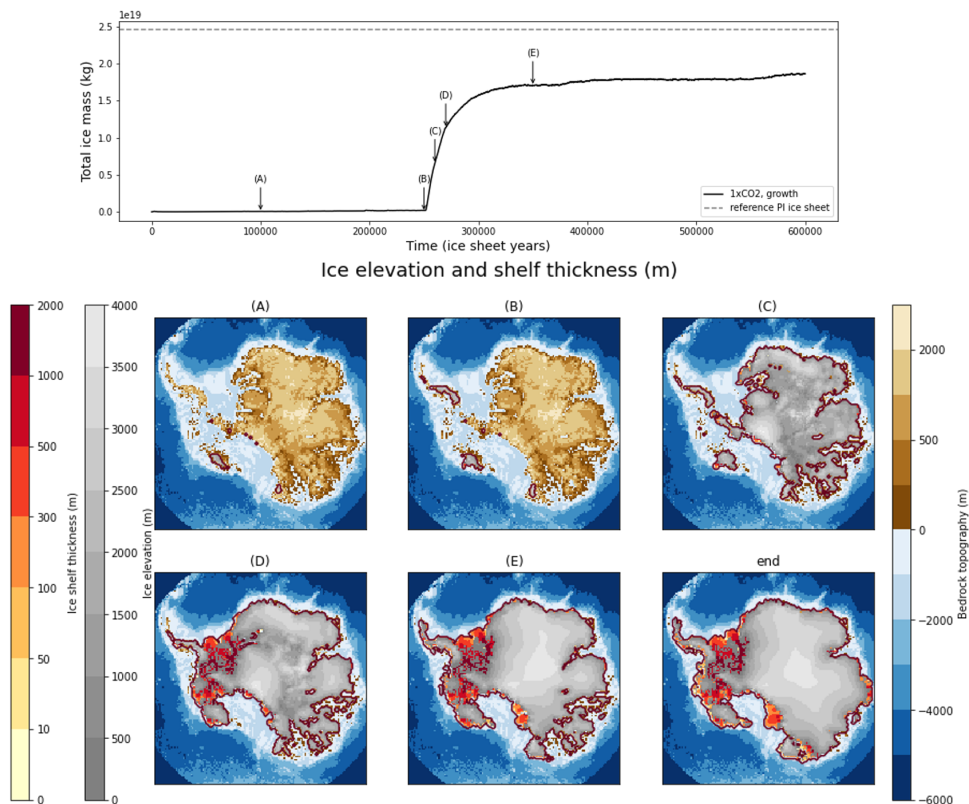 1e19
2.5
2.0
1.5
1.0
0.5
0.0
Total ice mass (kg)
(A)
(B)
(C)
(D)
(E)
1xCO2, growth
reference PI ice sheet
0
100000
200000
300000
400000
500000
600000
Time (ice sheet years)
Ice elevation and shelf thickness (m)
2000
1000
500
300
100
50
10
0
Ice shelf thickness (m)
4000
3500
3000
2500
2000
1500
1000
500
0
Ice elevation (m)
(A)
(B)
(C)
(D)
(E)
end
2000
500
0
−2000
−4000
−6000
Bedrock topography (m)